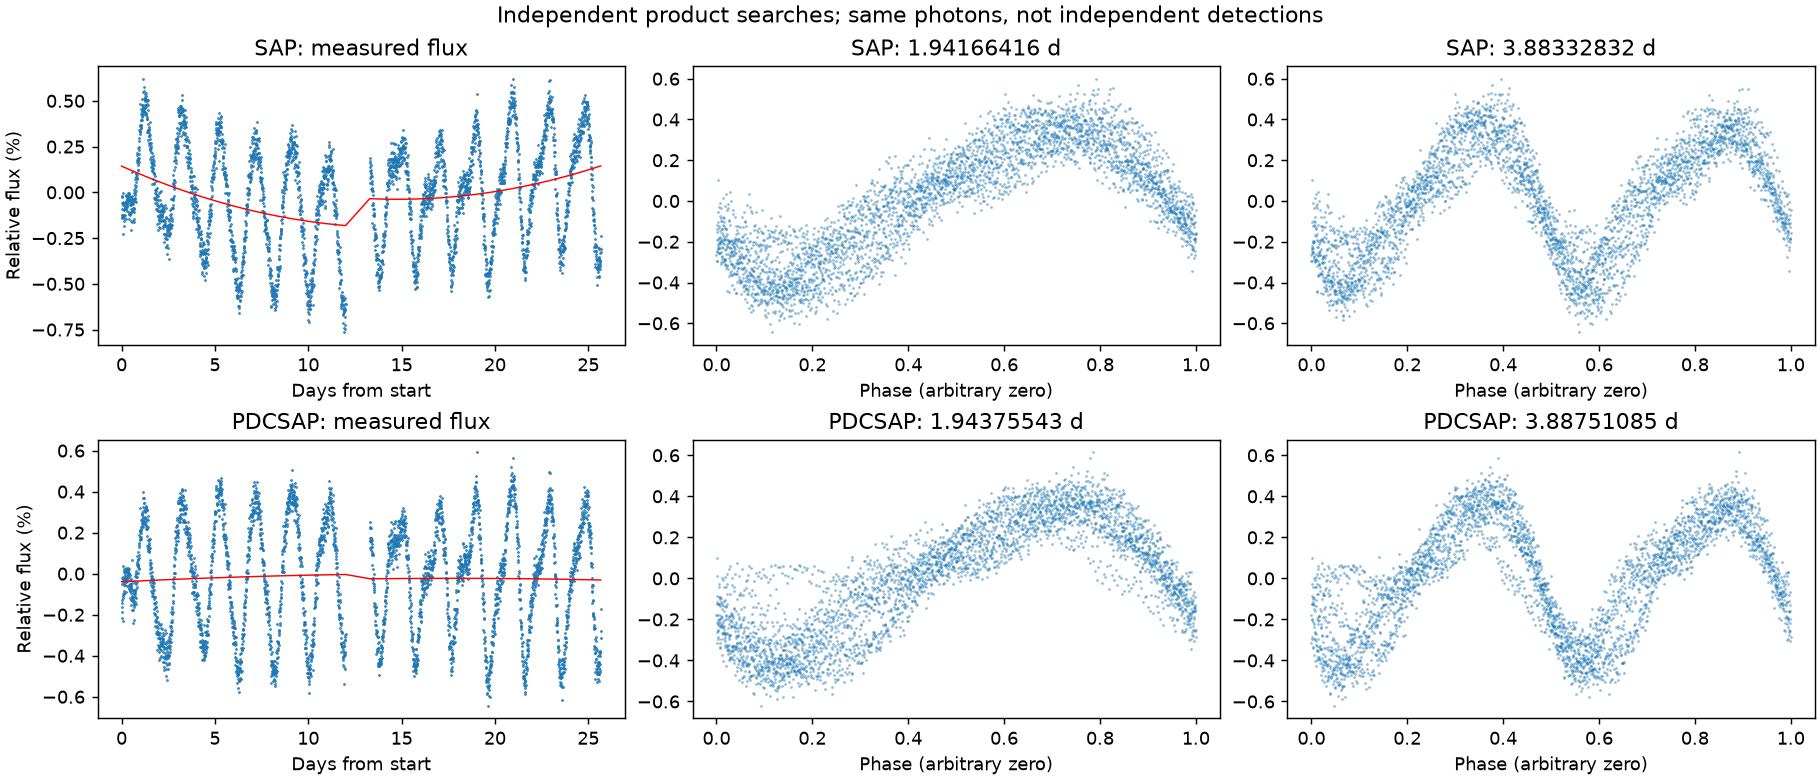 Independent product searches; same photons, not independent detections
SAP: measured flux
SAP: 1.94166416 d
SAP: 3.88332832 d
Relative flux (%)
0.50
0.25
0.00
−0.25
−0.50
−0.75
0 5 10 15 20 25
Days from start
0.6
0.4
0.2
0.0
−0.2
−0.4
−0.6
0.0 0.2 0.4 0.6 0.8 1.0
Phase (arbitrary zero)
0.6
0.4
0.2
0.0
−0.2
−0.4
−0.6
0.0 0.2 0.4 0.6 0.8 1.0
Phase (arbitrary zero)
PDCSAP: measured flux
PDCSAP: 1.94375543 d
PDCSAP: 3.88751085 d
Relative flux (%)
0.6
0.4
0.2
0.0
−0.2
−0.4
−0.6
0 5 10 15 20 25
Days from start
0.6
0.4
0.2
0.0
−0.2
−0.4
−0.6
0.0 0.2 0.4 0.6 0.8 1.0
Phase (arbitrary zero)
0.6
0.4
0.2
0.0
−0.2
−0.4
−0.6
0.0 0.2 0.4 0.6 0.8 1.0
Phase (arbitrary zero)